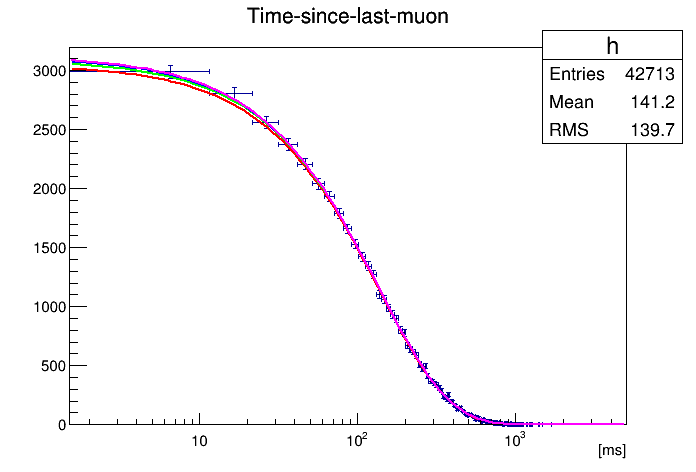 Time-since-last-muon
h
Entries 42713
Mean 141.2
RMS 139.7
3000
2500
2000
1500
1000
500
0
10
10²
10³
[ms]